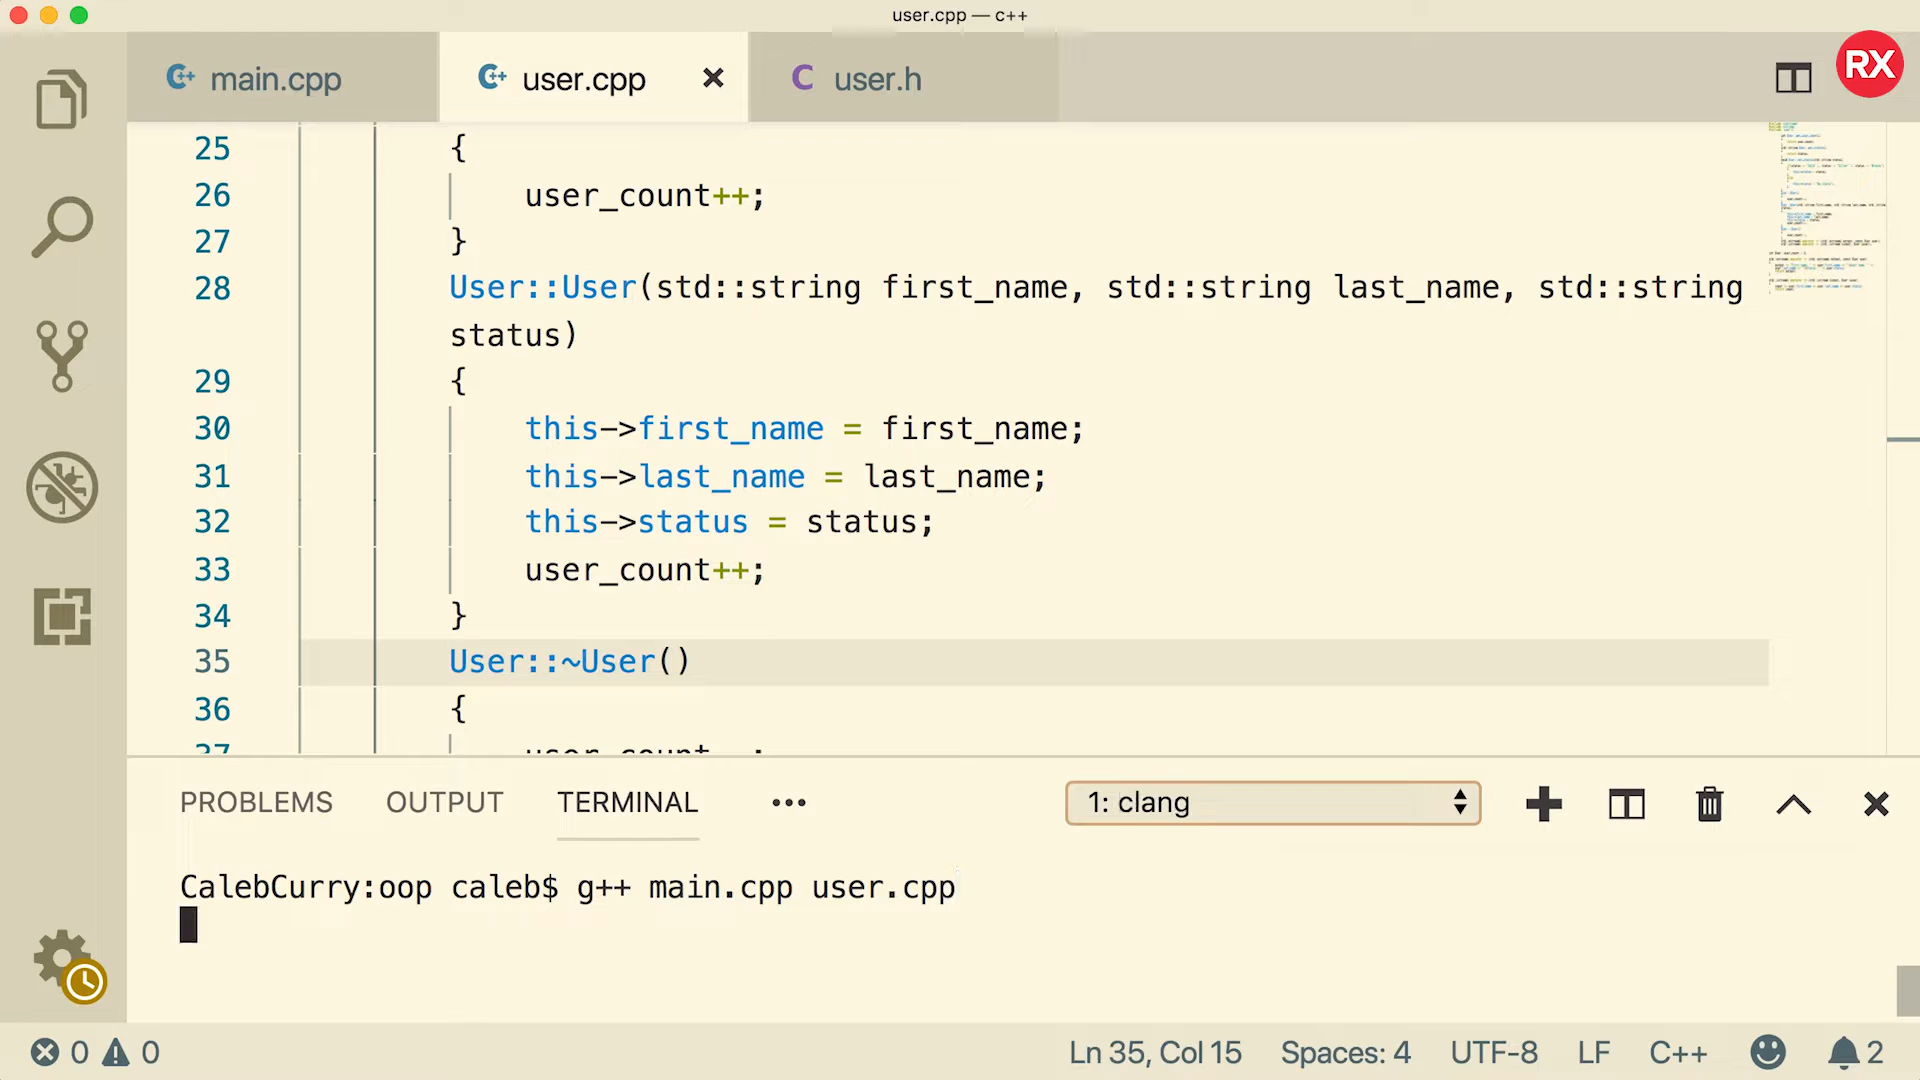 user.cpp — c++
main.cpp
user.cpp
user.h
RX
25 {
26 user_count++;
27 }
28 User::User(std::string first_name, std::string last_name, std::string
status)
29 {
30 this->first_name = first_name;
31 this->last_name = last_name;
32 this->status = status;
33 user_count++;
34 }
35 User::~User()
36 {
37
PROBLEMS OUTPUT TERMINAL ••• 1: clang
CalebCurry:oop caleb$ g++ main.cpp user.cpp
0 0 Ln 35, Col 15 Spaces: 4 UTF-8 LF C++ 2